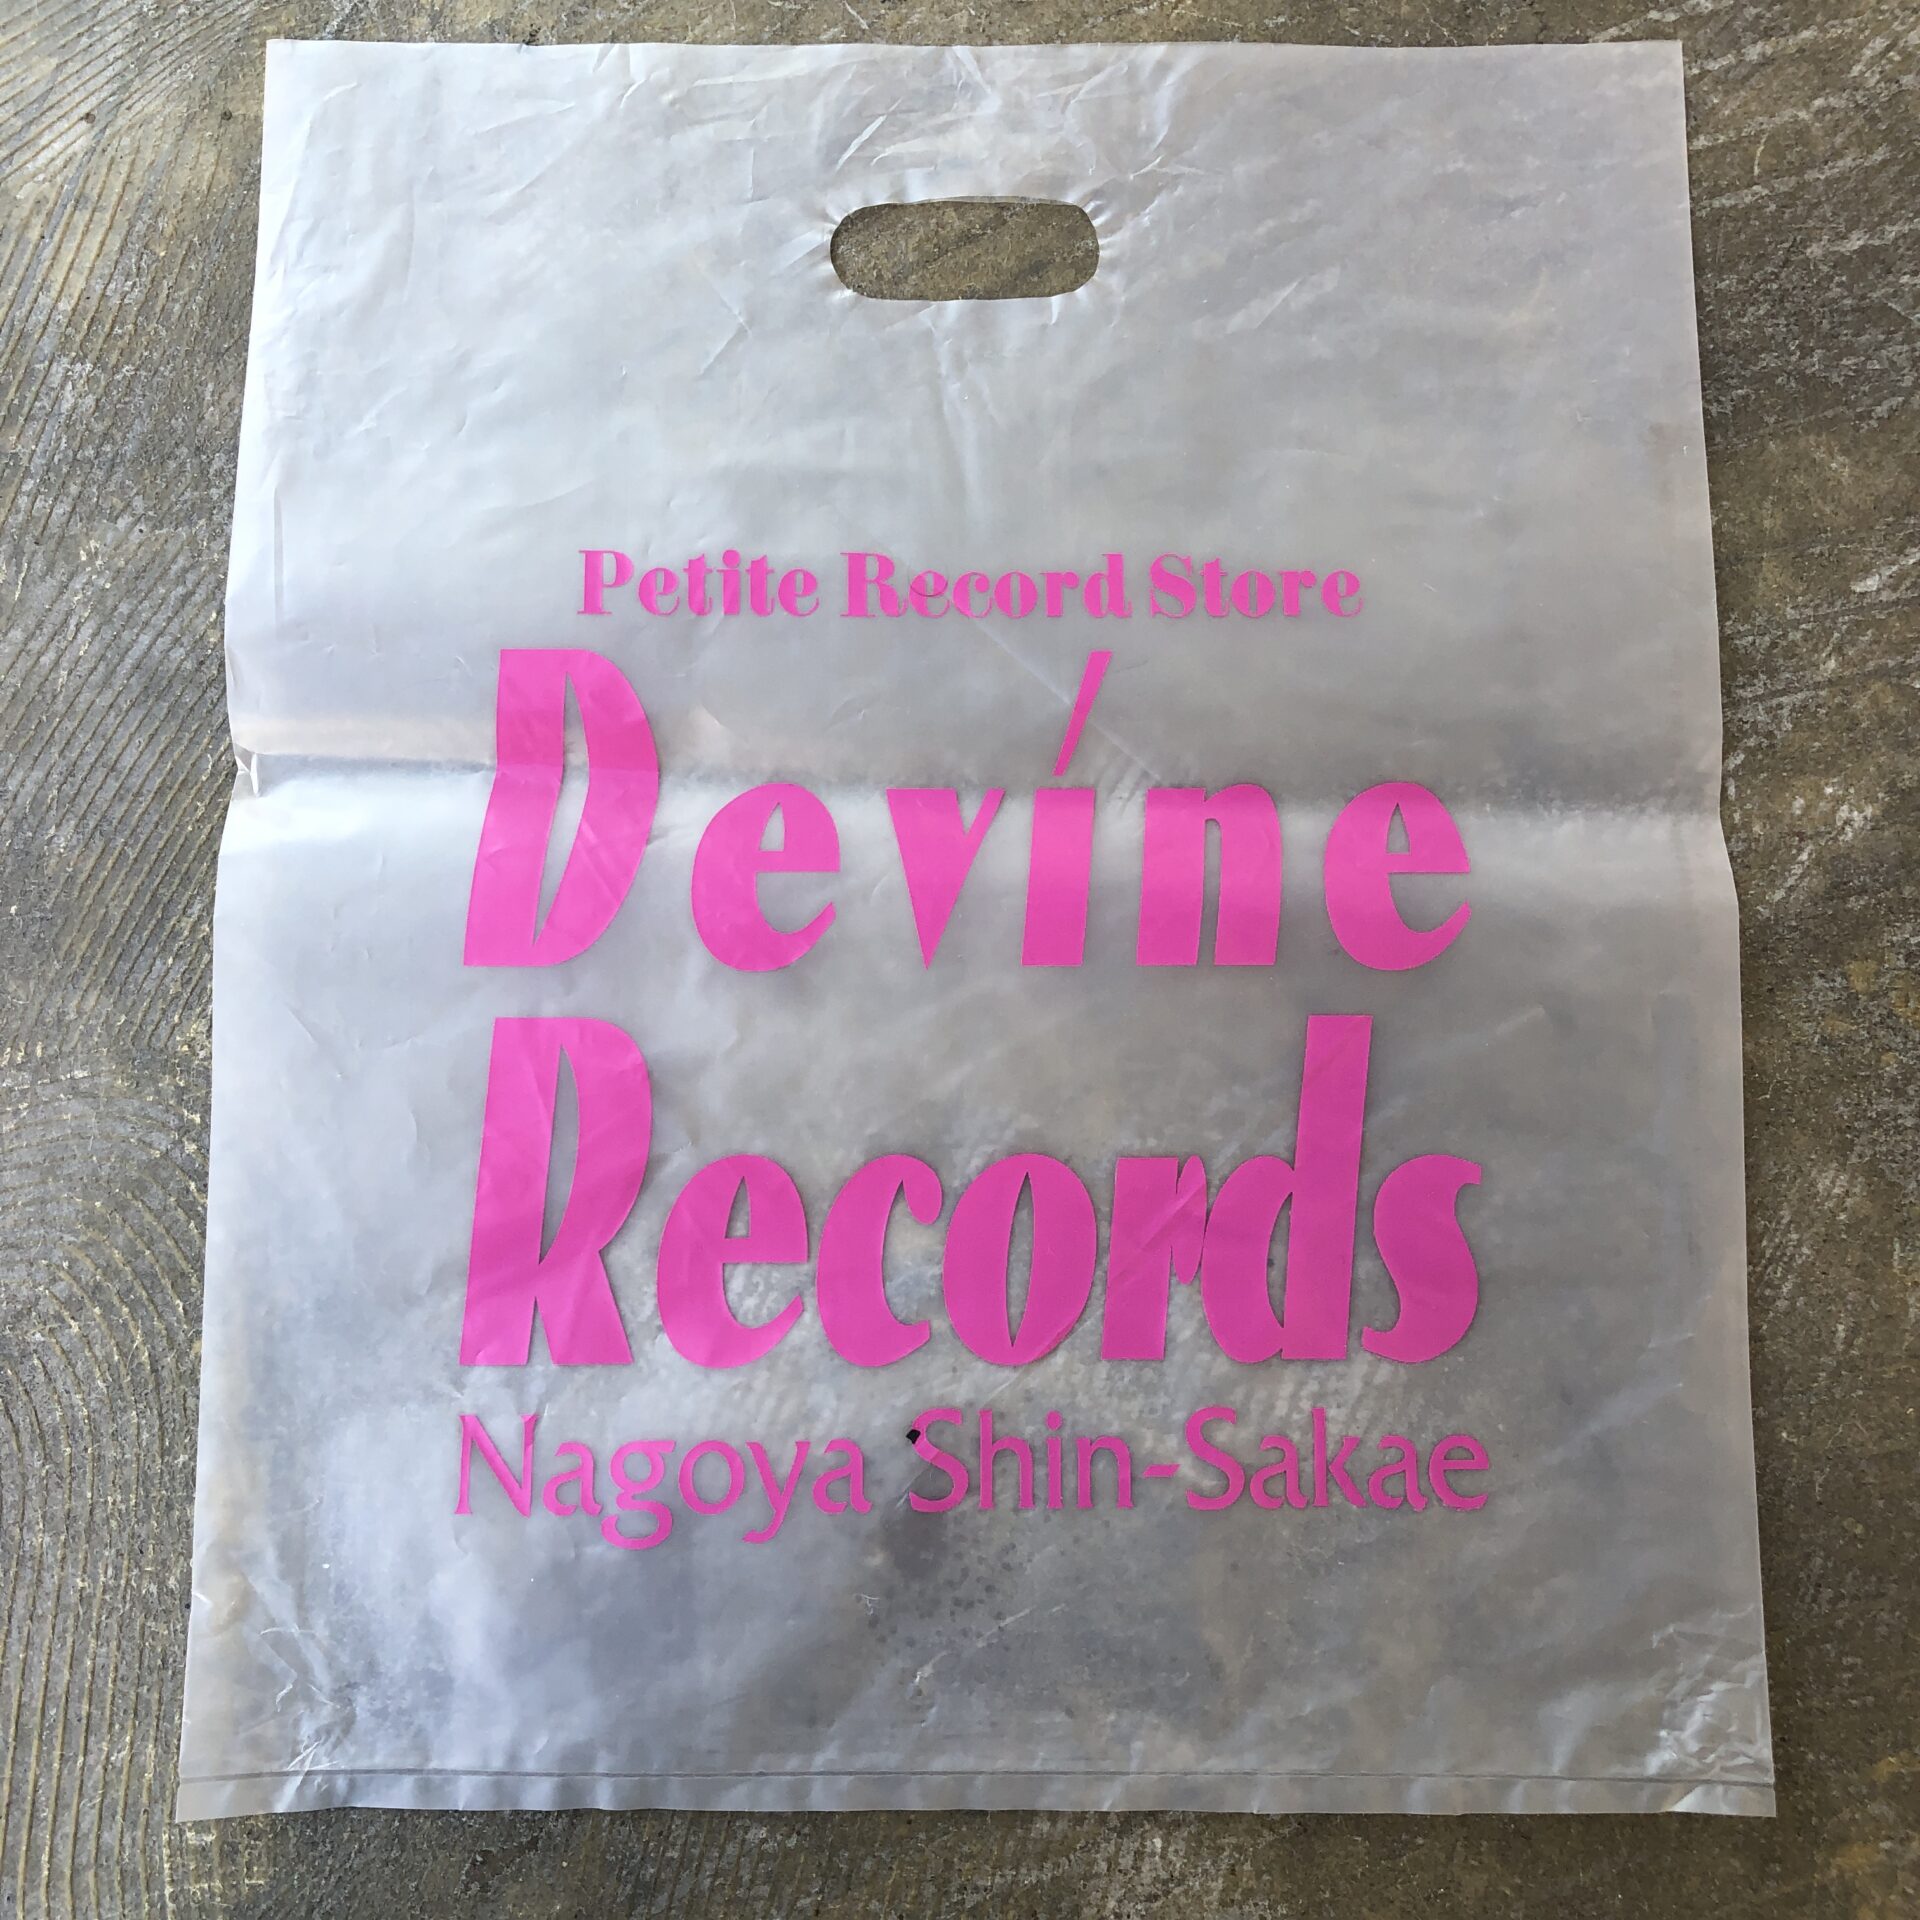 Petite Record Store
Devine
Records
Nagoya Shin-Sakae